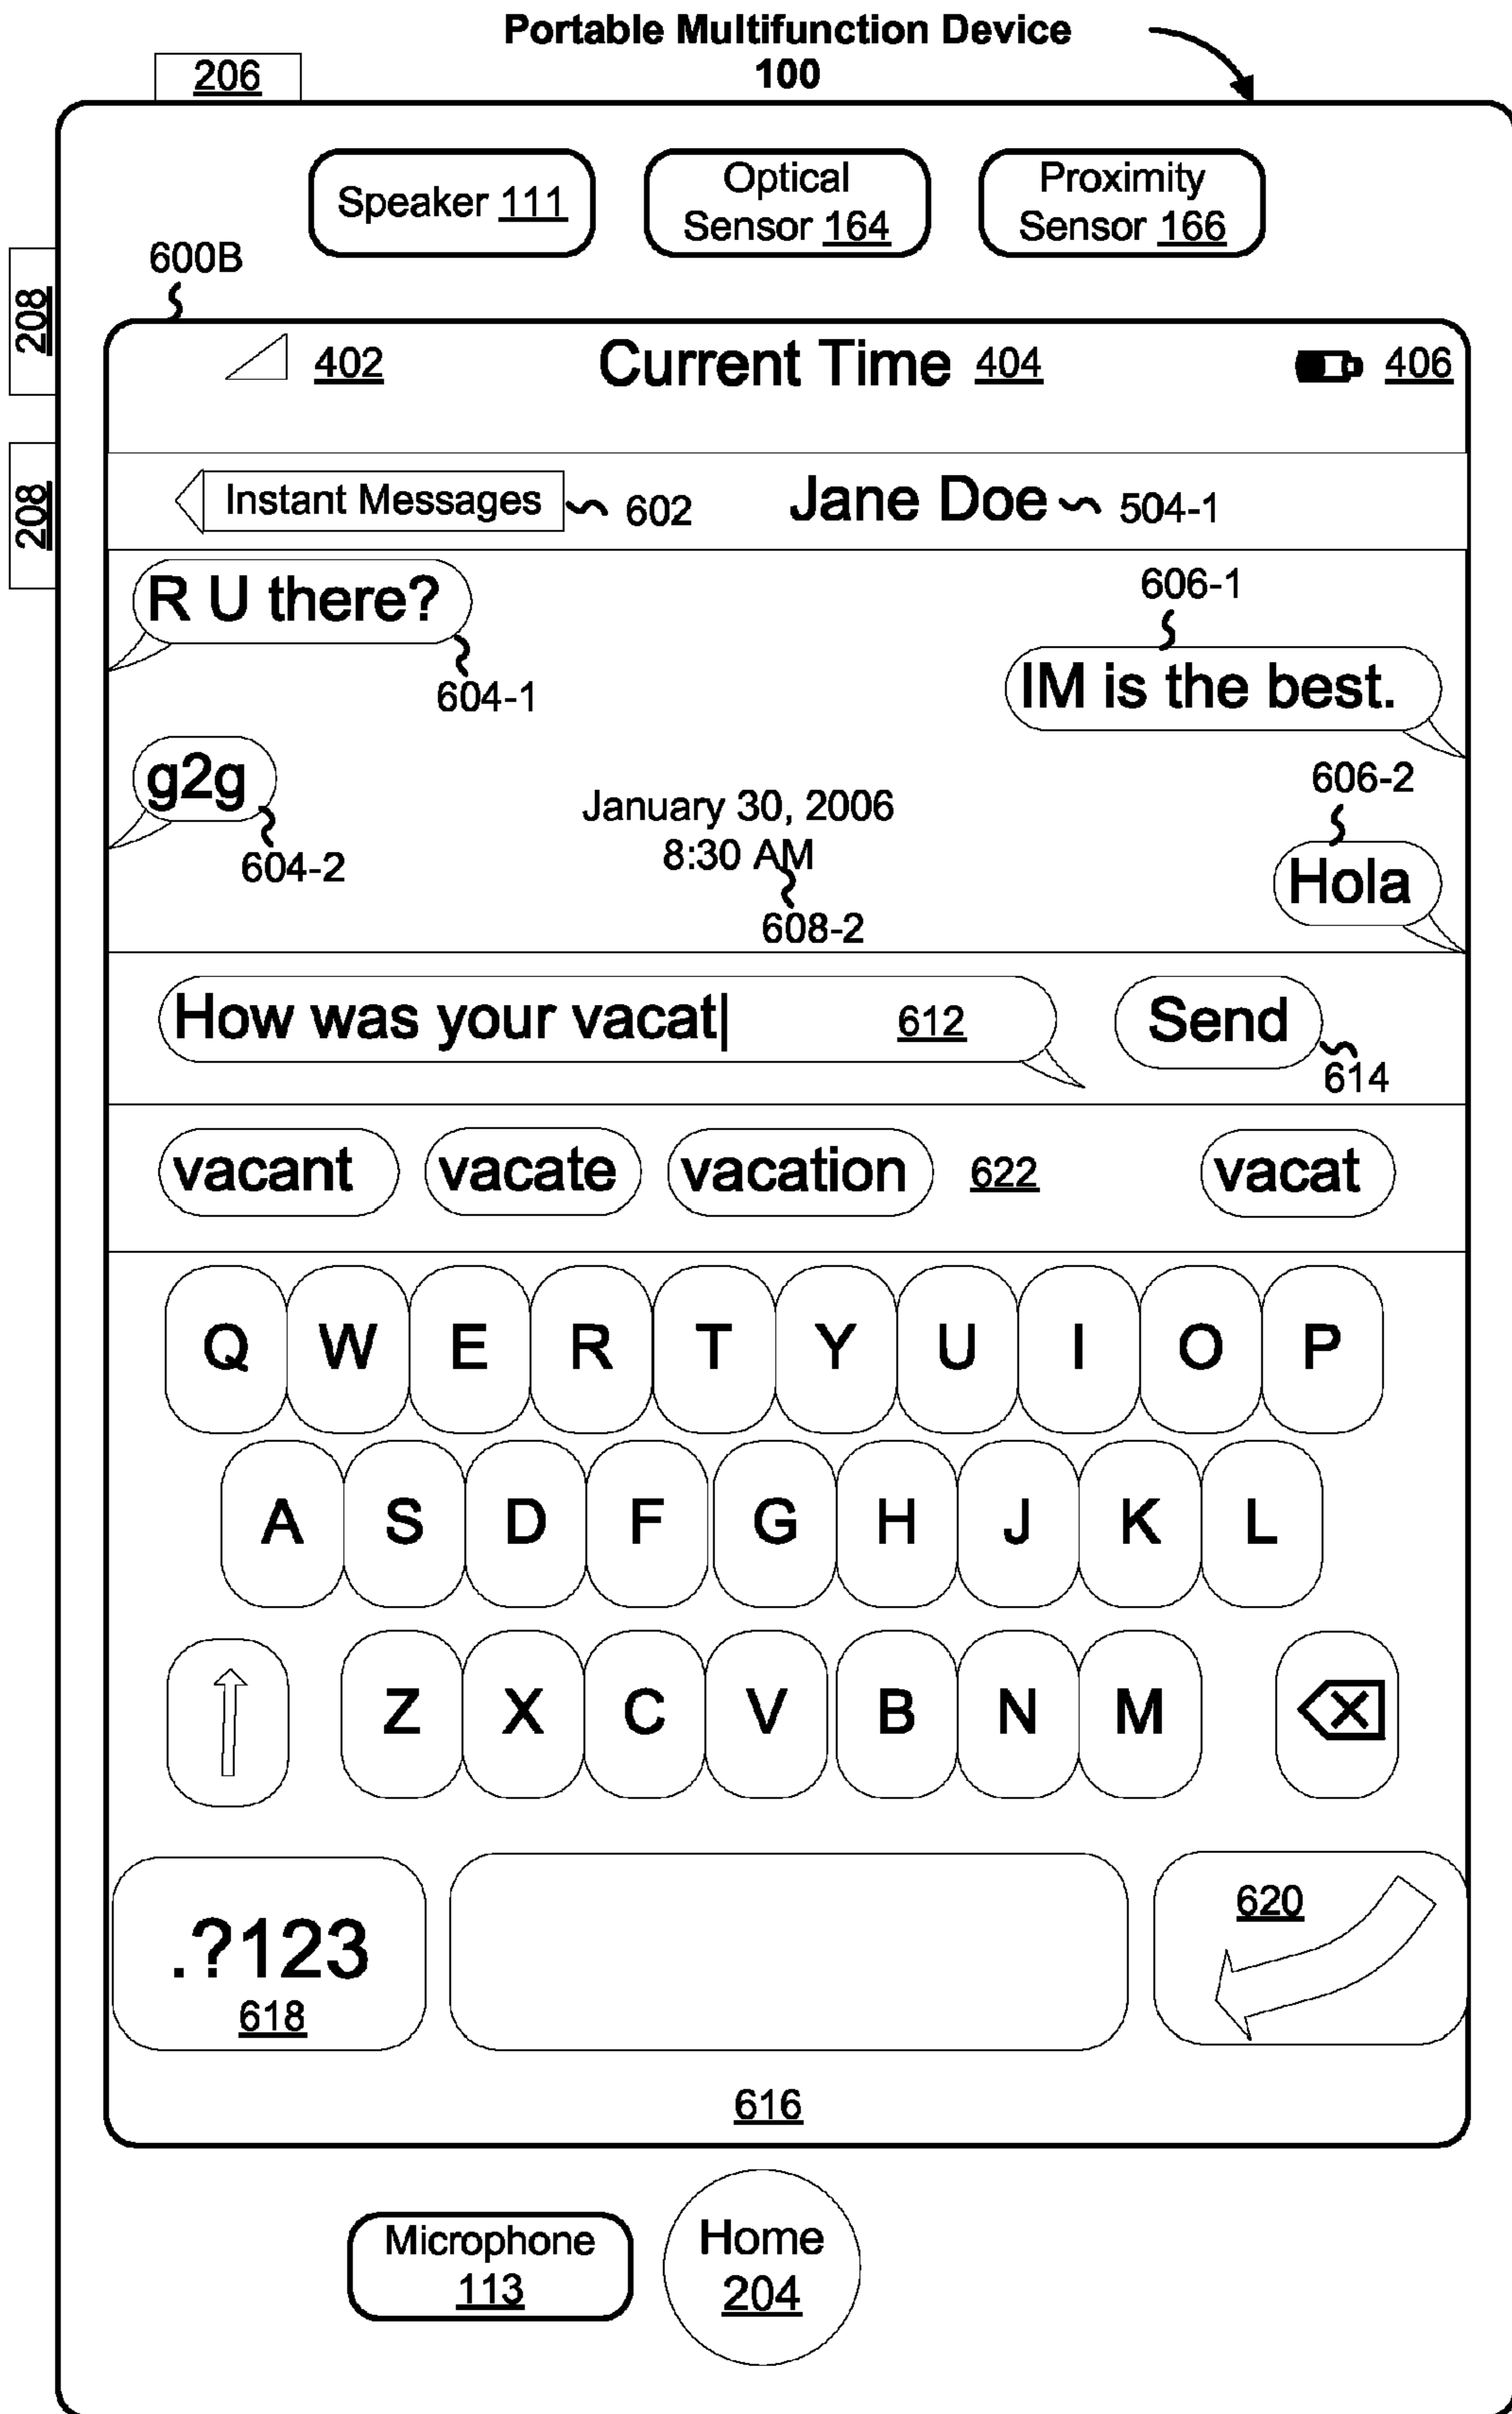 Portable Multifunction Device
100
206
Speaker 111
Optical
Sensor 164
Proximity
Sensor 166
600B
208
208
402
Current Time 404
406
Instant Messages
602
Jane Doe
504-1
R U there?
604-1
606-1
IM is the best.
g2g
604-2
January 30, 2006
8:30 AM
608-2
606-2
Hola
How was your vacat
612
Send
614
vacant
vacate
vacation
622
vacat
Q W E R T Y U I O P
A S D F G H J K L
Z X C V B N M
.?123
618
620
616
Microphone
113
Home
204